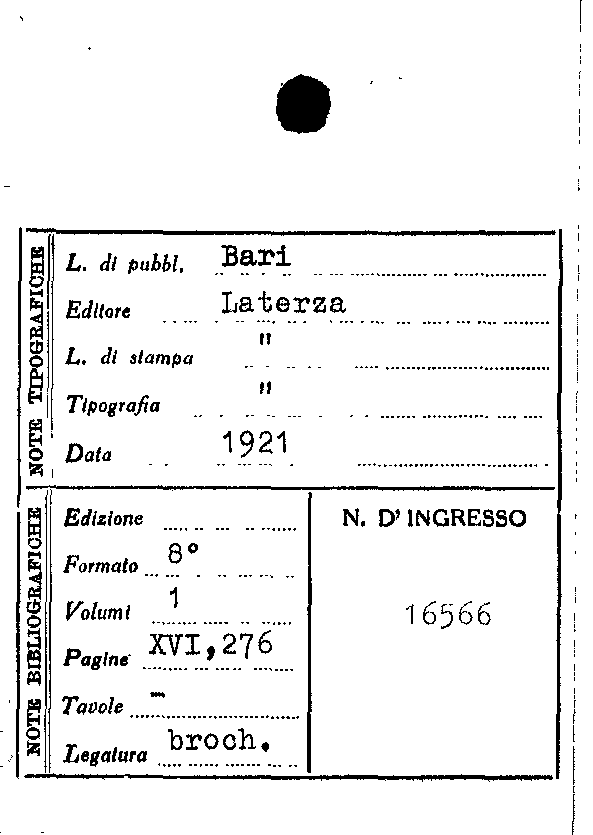 NOTE TIPOGRAFICHE
L. di pubbl. Bari
Editore Laterza
L. di stampa "
Tipografia "
Data 1921
NOTE BIBLIOGRAFICHE
Edizione
Formato 8°
Volumi 1
Pagine XVI,276
Tavole -
Legatura broch.
N. D'INGRESSO
16566